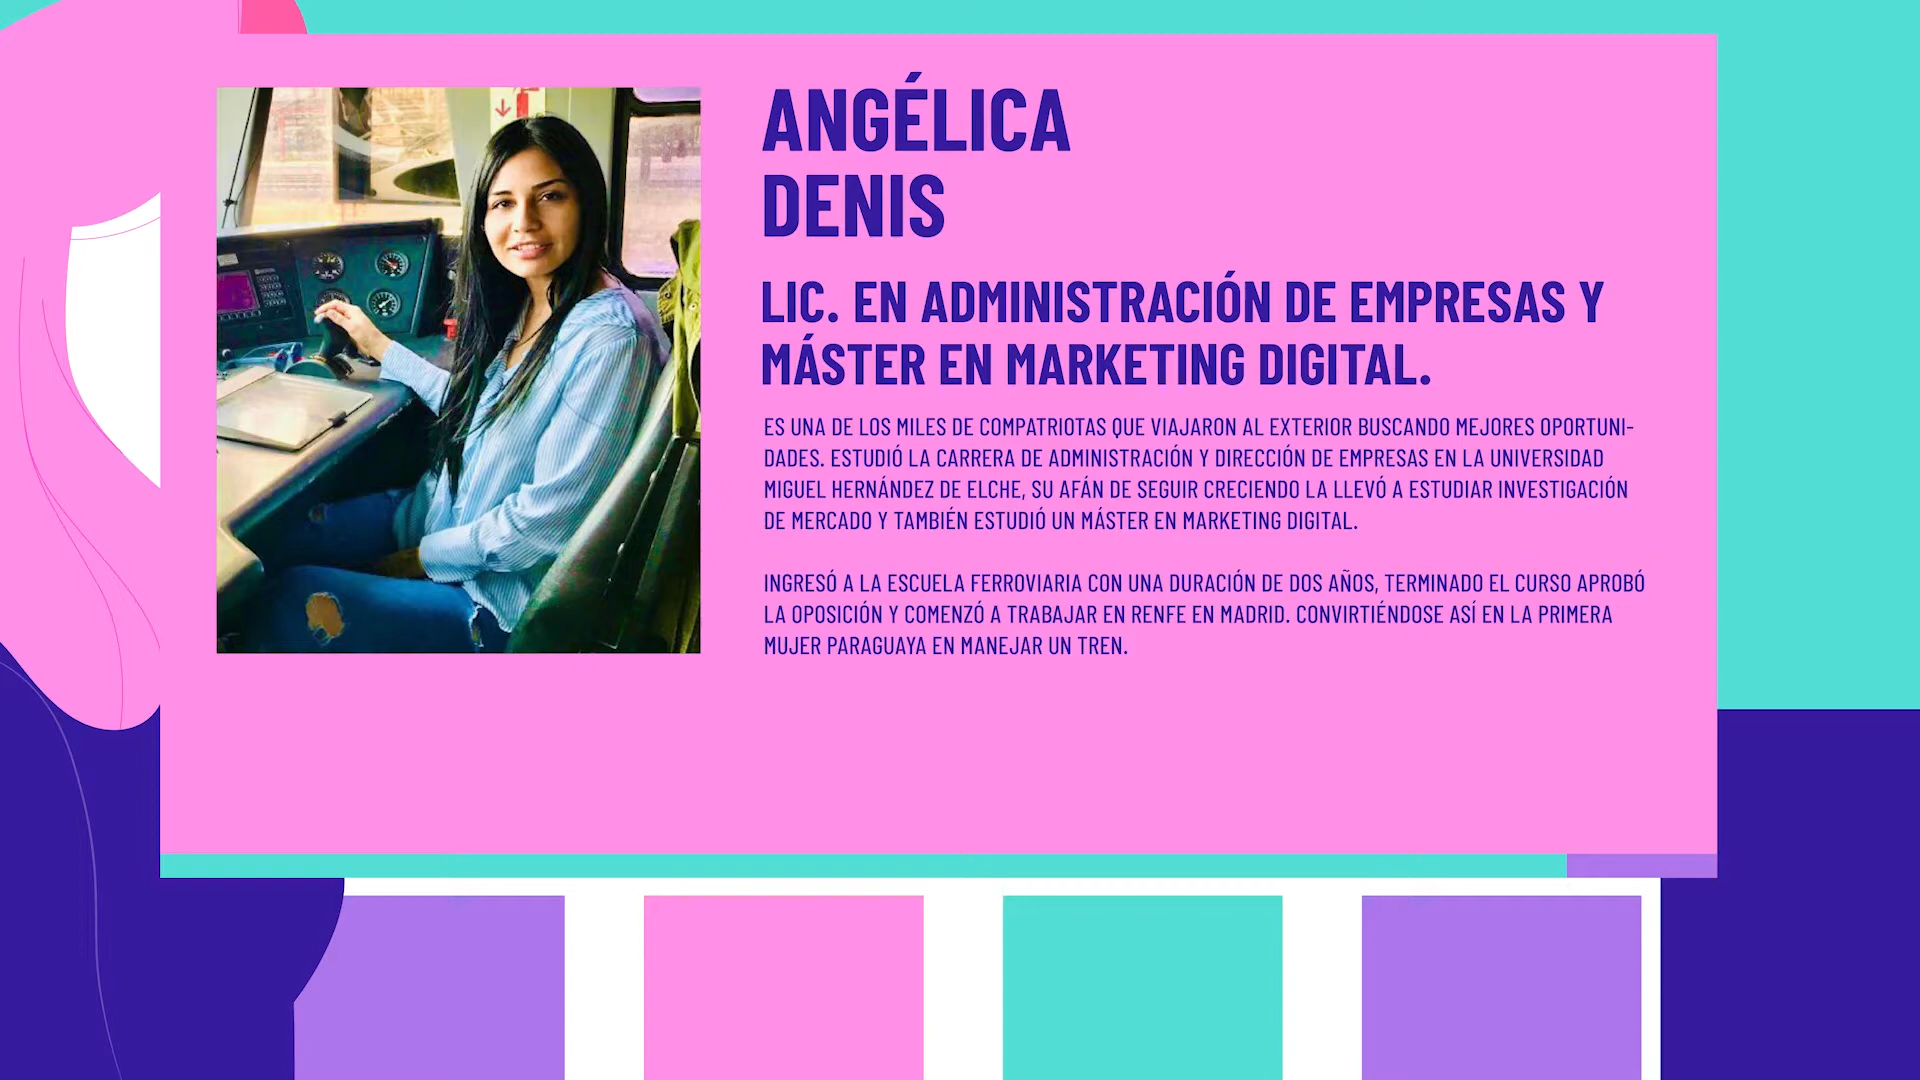 ANGÉLICA
DENIS
LIC. EN ADMINISTRACIÓN DE EMPRESAS Y
MÁSTER EN MARKETING DIGITAL.
ES UNA DE LOS MILES DE COMPATRIOTAS QUE VIAJARON AL EXTERIOR BUSCANDO MEJORES OPORTUNI-
DADES. ESTUDIÓ LA CARRERA DE ADMINISTRACIÓN Y DIRECCIÓN DE EMPRESAS EN LA UNIVERSIDAD
MIGUEL HERNÁNDEZ DE ELCHE, SU AFÁN DE SEGUIR CRECIENDO LA LLEVÓ A ESTUDIAR INVESTIGACIÓN
DE MERCADO Y TAMBIÉN ESTUDIÓ UN MÁSTER EN MARKETING DIGITAL.
INGRESÓ A LA ESCUELA FERROVIARIA CON UNA DURACIÓN DE DOS AÑOS, TERMINADO EL CURSO APROBÓ
LA OPOSICIÓN Y COMENZÓ A TRABAJAR EN RENFE EN MADRID. CONVIRTIÉNDOSE ASÍ EN LA PRIMERA
MUJER PARAGUAYA EN MANEJAR UN TREN.